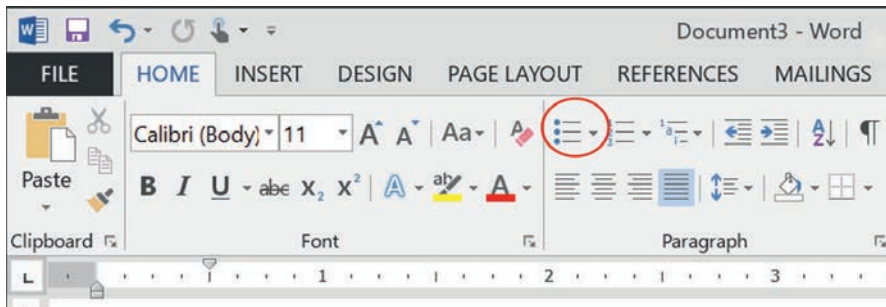 Document3 - Word
FILE HOME INSERT DESIGN PAGE LAYOUT REFERENCES MAILINGS
Calibri (Body) 11 A A Aa A Z
Paste B I U abc X2 X2 A ab A
Clipboard Font Paragraph
L 1 2 3